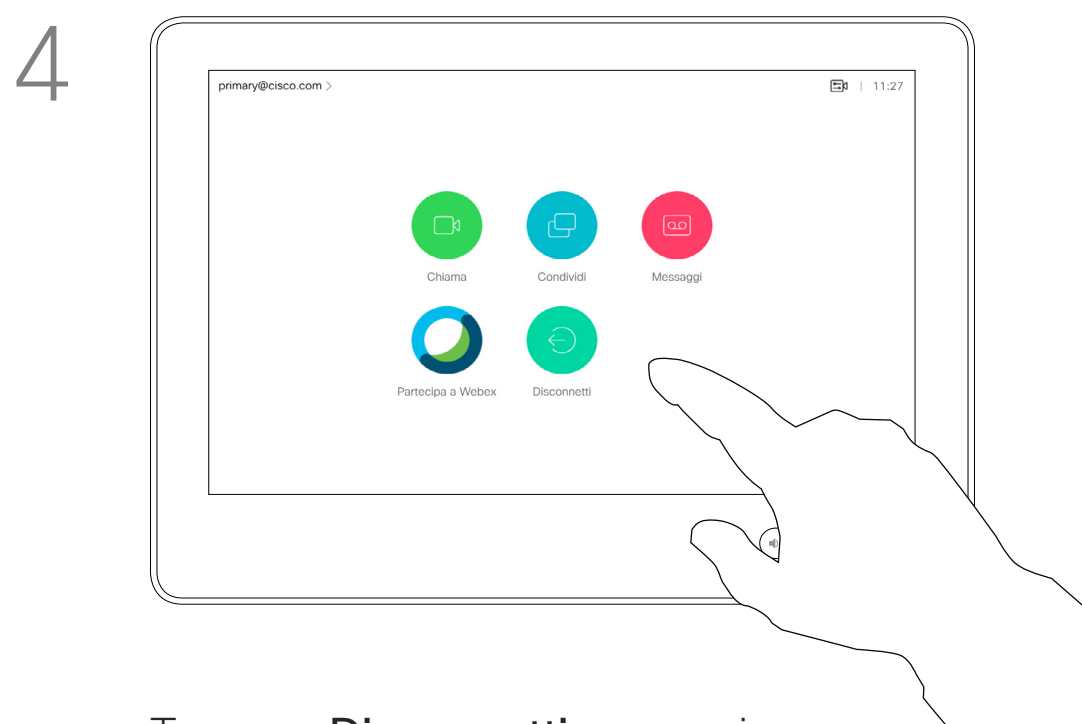 4
primary@cisco.com >
11:27
Chiama
Condividi
Messaggi
Partecipa a Webex
Disconnetti